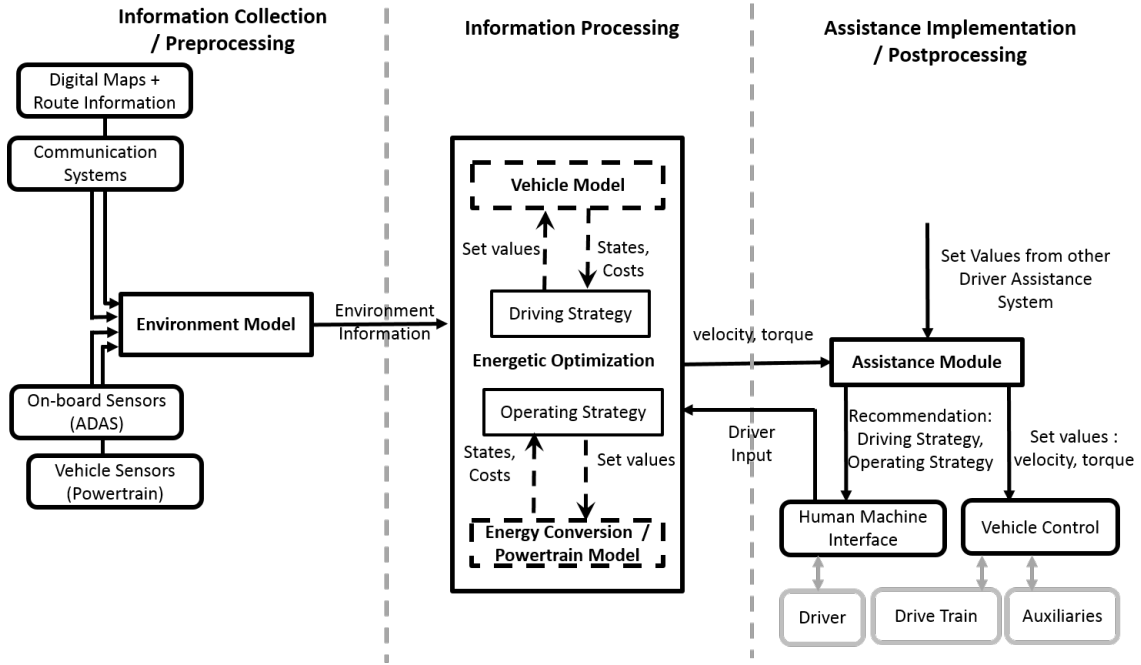 Information Collection
/ Preprocessing
Information Processing
Assistance Implementation
/ Postprocessing
Digital Maps +
Route Information
Communication
Systems
Environment Model
On-board Sensors
(ADAS)
Vehicle Sensors
(Powertrain)
Environment
Information
Vehicle Model
Set values
States,
Costs
Driving Strategy
Energetic Optimization
Operating Strategy
States,
Costs
Set values
Energy Conversion /
Powertrain Model
velocity, torque
Driver
Input
Set Values from other
Driver Assistance
System
Assistance Module
Recommendation:
Driving Strategy,
Operating Strategy
Set values :
velocity, torque
Human Machine
Interface
Vehicle Control
Driver
Drive Train
Auxiliaries